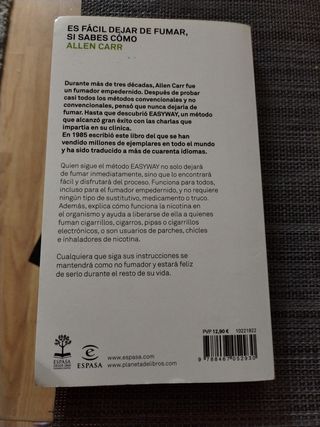 ES FÁCIL DEJAR DE FUMAR,
SI SABES CÓMO
ALLEN CARR
Durante más de tres décadas, Allen Carr fue
un fumador empedernido. Después de probar
casi todos los métodos convencionales y no
convencionales, pensó que nunca dejaría de
fumar. Hasta que descubrió EASYWAY, un método
que alcanzó gran éxito con las charlas que
impartía en su clínica.
En 1985 escribió este libro del que se han
vendido millones de ejemplares en todo el mundo
y ha sido traducido a más de cuarenta idiomas.
Quien sigue el método EASYWAY no solo dejará
de fumar inmediatamente, sino que lo encontrará
fácil y disfrutará del proceso. Funciona para todos,
incluso para el fumador empedernido, y no requiere
ningún tipo de sustitutivo, medicamento o truco.
Además, explica cómo funciona la nicotina en
el organismo y ayuda a liberarse de ella a quienes
fuman cigarrillos, cigarros, pipas o cigarrillos
electrónicos, o son usuarios de parches, chicles
e inhaladores de nicotina.
Cualquiera que siga sus instrucciones se
mantendrá como no fumador y estará feliz
de serlo durante el resto de su vida.
PVP 12,90 € 10221922
9 788467 052930
ESPASA
www.espasa.com
www.planetadelibros.com